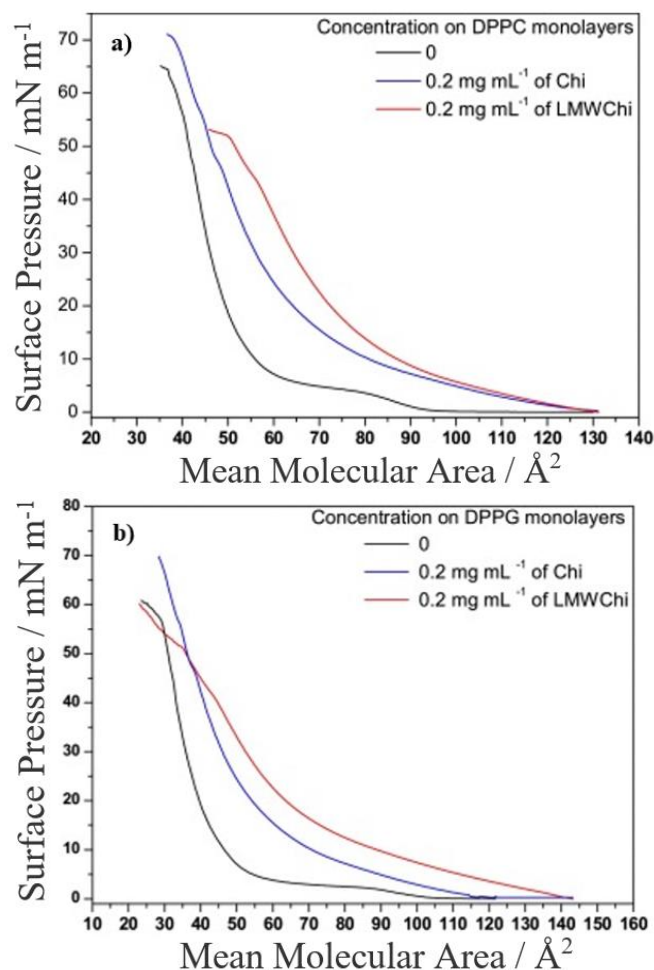 a)
Concentration on DPPC monolayers
0
0.2 mg mL⁻¹ of Chi
0.2 mg mL⁻¹ of LMWChi
Surface Pressure / mN m⁻¹
70
60
50
40
30
20
10
0
20 30 40 50 60 70 80 90 100 110 120 130 140
Mean Molecular Area / Å²
b)
Concentration on DPPG monolayers
0
0.2 mg mL ⁻¹ of Chi
0.2 mg mL⁻¹ of LMWChi
Surface Pressure / mN m⁻¹
80
70
60
50
40
30
20
10
0
10 20 30 40 50 60 70 80 90 100 110 120 130 140 150
Mean Molecular Area / Å²